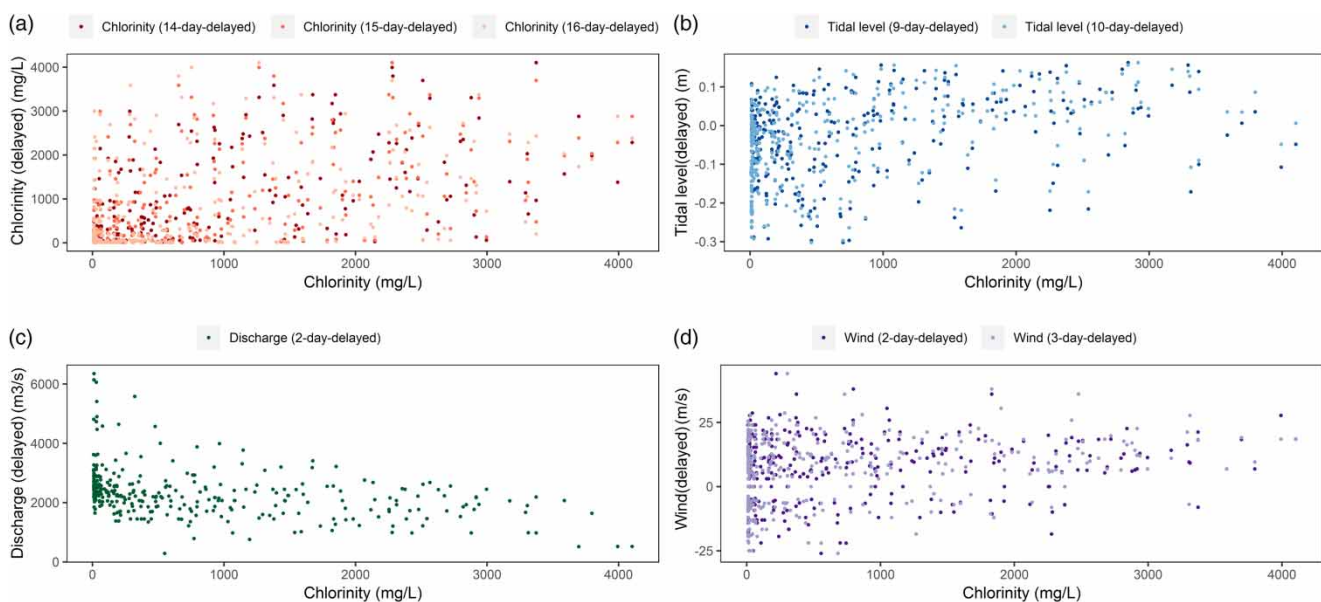 (a)
Chlorinity (14-day-delayed) Chlorinity (15-day-delayed) Chlorinity (16-day-delayed)
Chlorinity (delayed) (mg/L)
4000
3000
2000
1000
0
0 1000 2000 3000 4000
Chlorinity (mg/L)
(b)
Tidal level (9-day-delayed) Tidal level (10-day-delayed)
Tidal level(delayed) (m)
0.1
0.0
-0.1
-0.2
-0.3
0 1000 2000 3000 4000
Chlorinity (mg/L)
(c)
Discharge (2-day-delayed)
Discharge (delayed) (m3/s)
6000
4000
2000
0
0 1000 2000 3000 4000
Chlorinity (mg/L)
(d)
Wind (2-day-delayed) Wind (3-day-delayed)
Wind(delayed) (m/s)
25
0
-25
0 1000 2000 3000 4000
Chlorinity (mg/L)